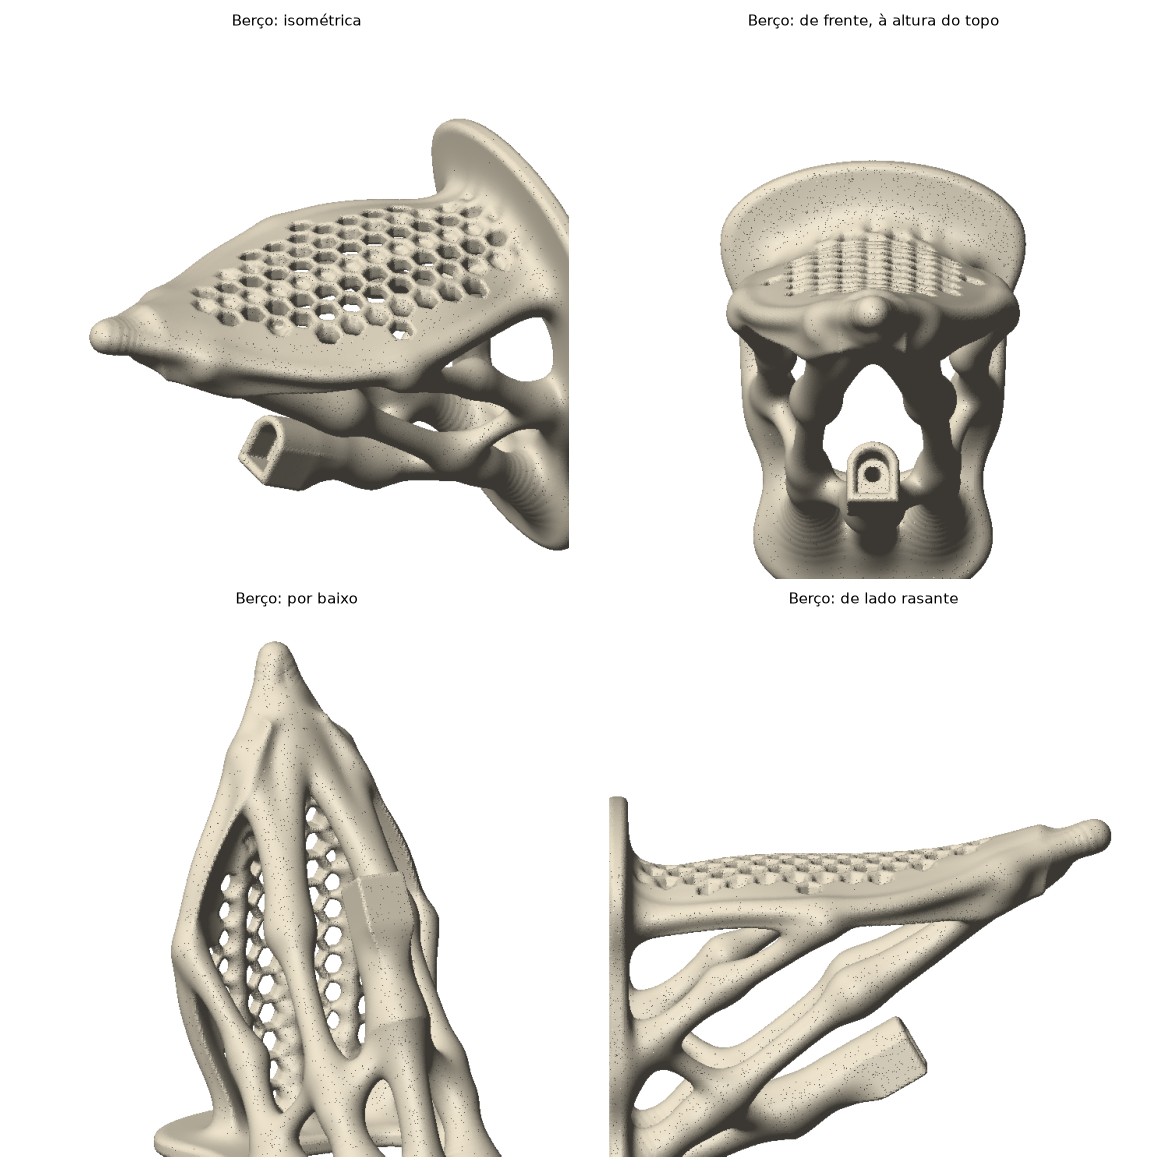 Berço: isométrica
Berço: de frente, à altura do topo
Berço: por baixo
Berço: de lado rasante